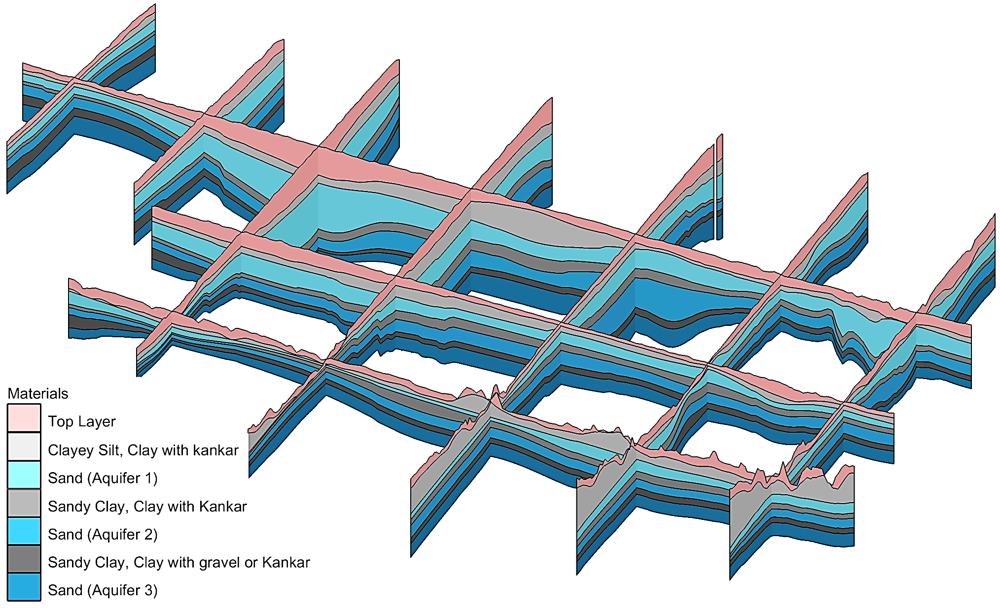 Materials
Top Layer
Clayey Silt, Clay with kankar
Sand (Aquifer 1)
Sandy Clay, Clay with Kankar
Sand (Aquifer 2)
Sandy Clay, Clay with gravel or Kankar
Sand (Aquifer 3)